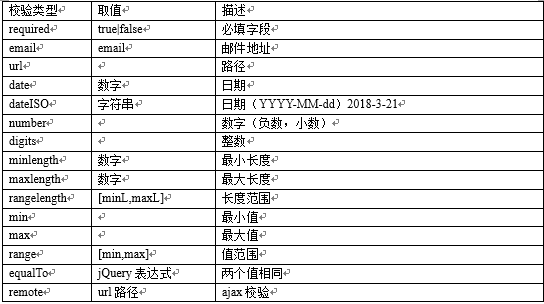 校验类型 取值 描述
required true|false 必填字段
email email 邮件地址
url 路径
date 数字 日期
dateISO 字符串 日期（YYYY-MM-dd）2018-3-21
number 数字（负数，小数）
digits 整数
minlength 数字 最小长度
maxlength 数字 最大长度
rangelength [minL,maxL] 长度范围
min 最小值
max 最大值
range [min,max] 值范围
equalTo jQuery 表达式 两个值相同
remote url 路径 ajax 校验